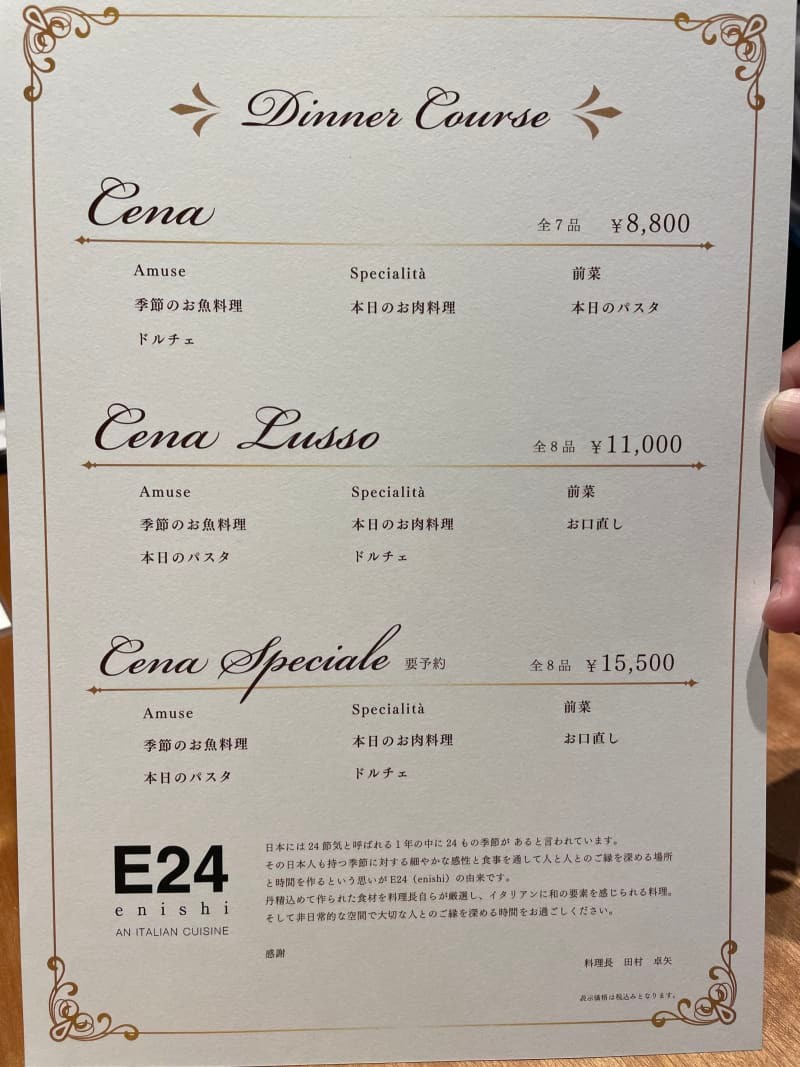 Dinner Course
Cena 全7品 ¥8,800
Amuse Specialità 前菜
季節のお魚料理 本日のお肉料理 本日のパスタ
ドルチェ
Cena Lusso 全8品 ¥11,000
Amuse Specialità 前菜
季節のお魚料理 本日のお肉料理 お口直し
本日のパスタ ドルチェ
Cena Speciale 要予約 全8品 ¥15,500
Amuse Specialità 前菜
季節のお魚料理 本日のお肉料理 お口直し
本日のパスタ ドルチェ
E24
enishi
AN ITALIAN CUISINE
日本には24節気と呼ばれる1年の中に24もの季節が あると言われています。
その日本人も持つ季節に対する細やかな感性と食事を通して人と人とのご縁を深める場所
と時間を作るという思いがE24（enishi）の由来です。
丹精込めて作られた食材を料理長自らが厳選し、イタリアンに和の要素を感じられる料理。
そして非日常的な空間で大切な人とのご縁を深める時間をお過ごしください。
感謝
料理長 田村 卓矢
表示価格は税込みとなります。